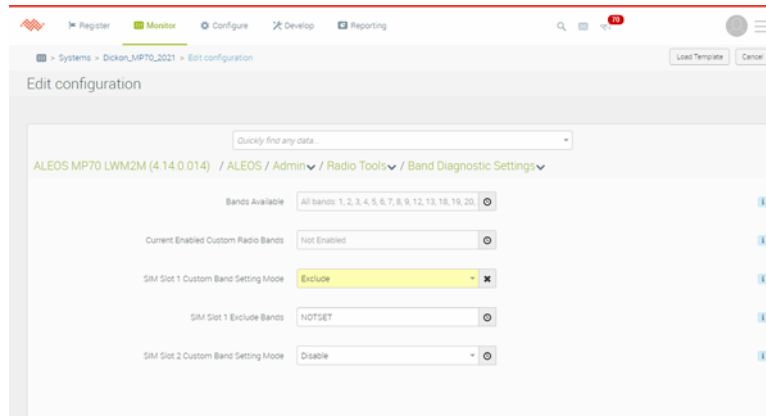 Register Monitor Configure Develop Reporting 70
> Systems > Dickon_MP70_2021 > Edit configuration Load Template Cancel
Edit configuration
Quickly find any data...
ALEOS MP70 LWM2M (4.14.0.014) / ALEOS / Admin / Radio Tools / Band Diagnostic Settings
Bands Available All bands: 1, 2, 3, 4, 5, 6, 7, 8, 9, 12, 13, 18, 19, 20,
Current Enabled Custom Radio Bands Not Enabled
SIM Slot 1 Custom Band Setting Mode Exclude
SIM Slot 1 Exclude Bands NOTSET
SIM Slot 2 Custom Band Setting Mode Disable